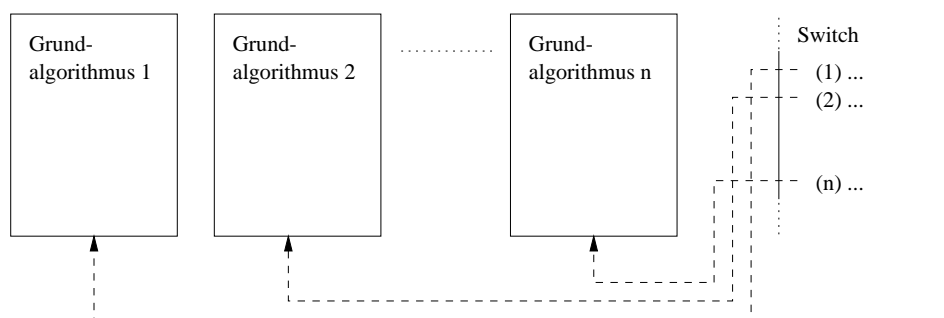 Grund-
algorithmus 1
Grund-
algorithmus 2
Grund-
algorithmus n
Switch
(1) ...
(2) ...
(n) ...